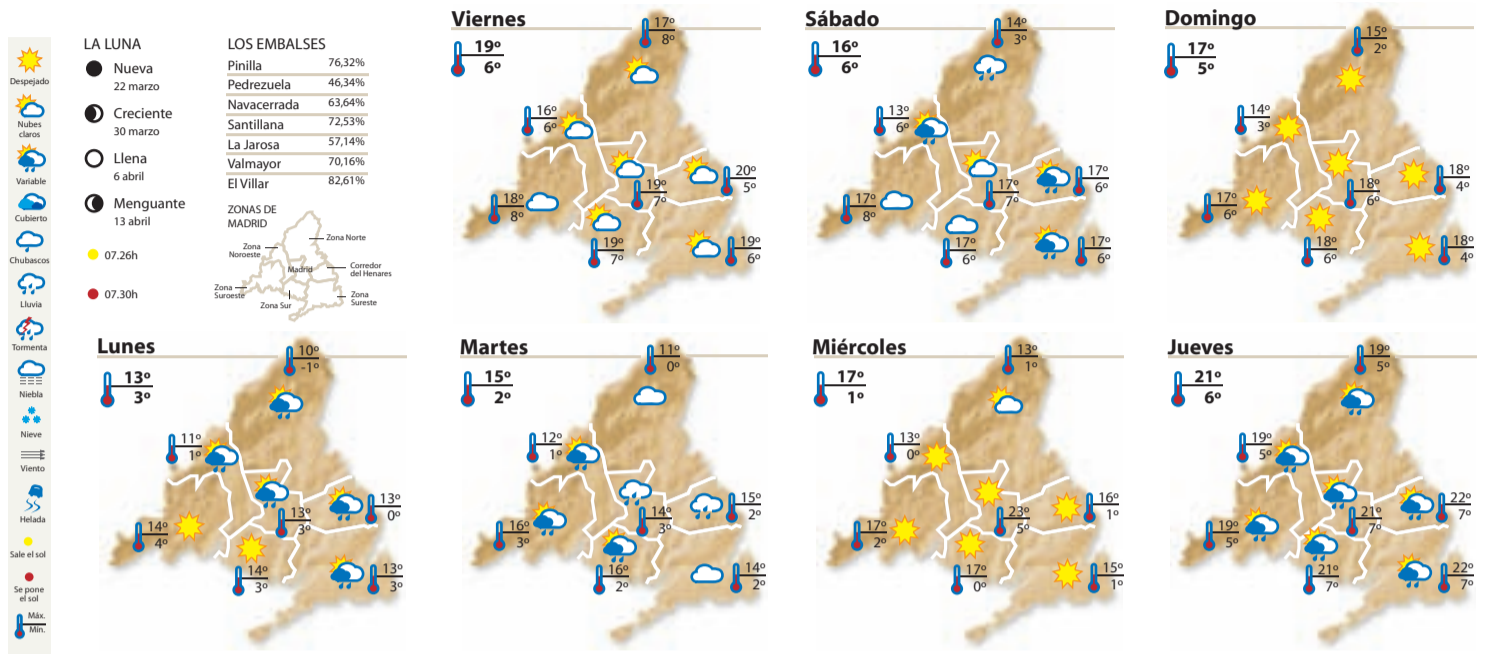 Despejado
Nubes
claros
Variable
Cubierto
Chubascos
Lluvia
Tormenta
Niebla
Nieve
Viento
Helada
Sale el sol
Se pone
el sol
Máx.
Mín.
LA LUNA
Nueva
22 marzo
Creciente
30 marzo
Llena
6 abril
Menguante
13 abril
07.26h
07.30h
LOS EMBALSES
Pinilla 76,32%
Pedrezuela 46,34%
Navacerrada 63,64%
Santillana 72,53%
La Jarosa 57,14%
Valmayor 70,16%
El Villar 82,61%
ZONAS DE
MADRID
Zona Norte
Zona
Noroeste
Madrid
Corredor
del Henares
Zona
Suroeste
Zona Sur
Zona
Sureste
Viernes
19º
6º
17º
8º
16º
6º
20º
5º
19º
7º
18º
8º
19º
7º
19º
6º
Sábado
16º
6º
14º
3º
13º
6º
17º
6º
17º
7º
17º
8º
17º
6º
17º
6º
Domingo
17º
5º
15º
2º
14º
3º
18º
4º
18º
6º
17º
6º
18º
6º
18º
4º
Lunes
13º
3º
10º
-1º
11º
1º
13º
0º
13º
3º
14º
4º
14º
3º
13º
3º
Martes
15º
2º
11º
0º
12º
1º
15º
2º
14º
3º
16º
3º
16º
2º
14º
2º
Miércoles
17º
1º
13º
1º
13º
0º
16º
1º
23º
5º
17º
2º
17º
0º
15º
1º
Jueves
21º
6º
19º
5º
19º
5º
22º
7º
21º
7º
19º
5º
21º
7º
22º
7º